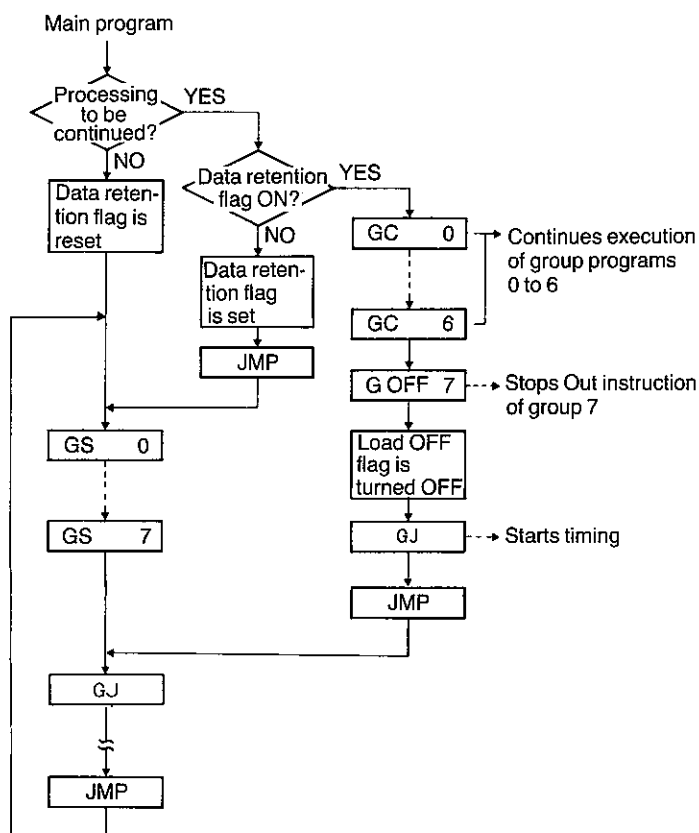 Main program
Processing
to be
continued?
YES
NO
Data reten-
tion flag is
reset
Data retention
flag ON?
YES
NO
Data reten-
tion flag
is set
JMP
GC 0
GC 6
Continues execution
of group programs
0 to 6
G OFF 7
Stops Out instruction
of group 7
Load OFF
flag is
turned OFF
GJ
Starts timing
JMP
GS 0
GS 7
GJ
JMP